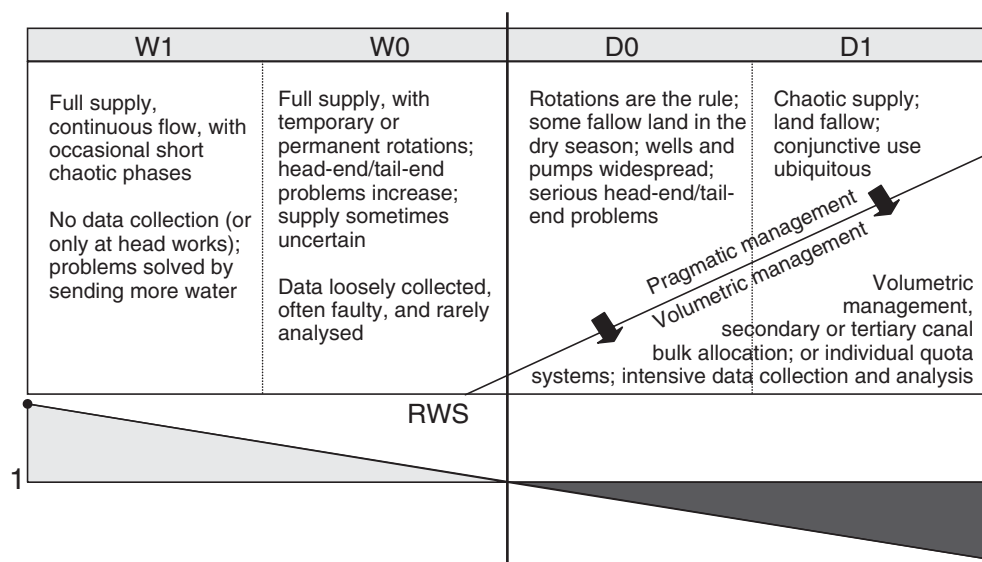 W1
W0
D0
D1
Full supply,
continuous flow, with
occasional short
chaotic phases
No data collection (or
only at head works);
problems solved by
sending more water
Full supply, with
temporary or
permanent rotations;
head-end/tail-end
problems increase;
supply sometimes
uncertain
Data loosely collected,
often faulty, and rarely
analysed
Rotations are the rule;
some fallow land in the
dry season; wells and
pumps widespread;
serious head-end/tail-
end problems
Chaotic supply;
land fallow;
conjunctive use
ubiquitous
Pragmatic management
Volumetric management
Volumetric
management,
secondary or tertiary canal
bulk allocation; or individual quota
systems; intensive data collection and analysis
RWS
1